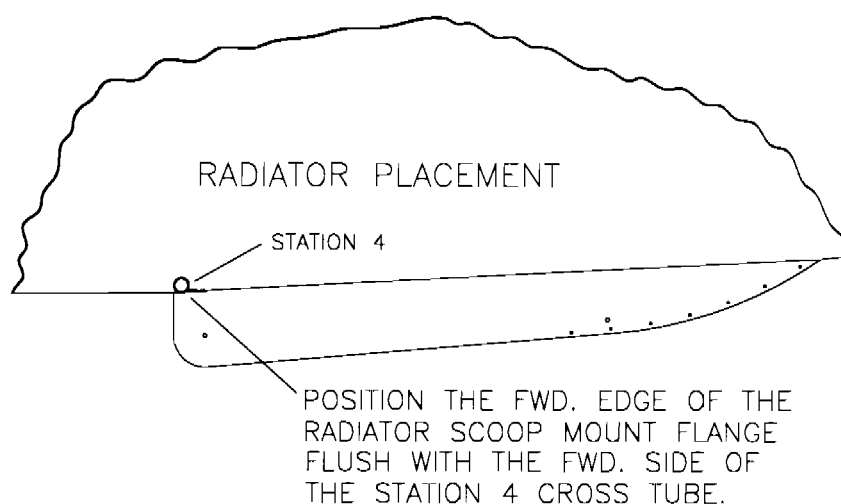 RADIATOR PLACEMENT
STATION 4
POSITION THE FWD. EDGE OF THE
RADIATOR SCOOP MOUNT FLANGE
FLUSH WITH THE FWD. SIDE OF
THE STATION 4 CROSS TUBE.